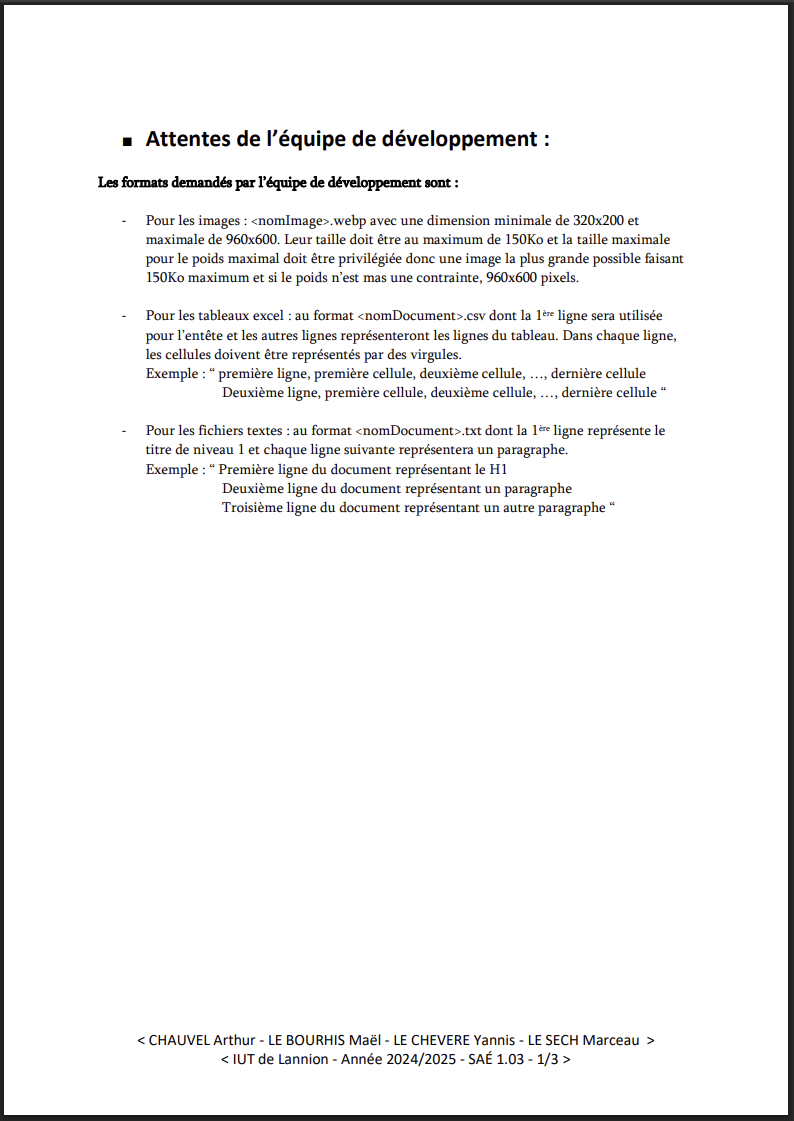 ■ Attentes de l’équipe de développement :
Les formats demandés par l’équipe de développement sont :
- Pour les images : <nomImage>.webp avec une dimension minimale de 320x200 et
maximale de 960x600. Leur taille doit être au maximum de 150Ko et la taille maximale
pour le poids maximal doit être privilégiée donc une image la plus grande possible faisant
150Ko maximum et si le poids n’est mas une contrainte, 960x600 pixels.
- Pour les tableaux excel : au format <nomDocument>.csv dont la 1ère ligne sera utilisée
pour l’entête et les autres lignes représenteront les lignes du tableau. Dans chaque ligne,
les cellules doivent être représentés par des virgules.
Exemple : “ première ligne, première cellule, deuxième cellule, …, dernière cellule
Deuxième ligne, première cellule, deuxième cellule, …, dernière cellule “
- Pour les fichiers textes : au format <nomDocument>.txt dont la 1ère ligne représente le
titre de niveau 1 et chaque ligne suivante représentera un paragraphe.
Exemple : “ Première ligne du document représentant le H1
Deuxième ligne du document représentant un paragraphe
Troisième ligne du document représentant un autre paragraphe “
< CHAUVEL Arthur - LE BOURHIS Maël - LE CHEVERE Yannis - LE SECH Marceau >
< IUT de Lannion - Année 2024/2025 - SAÉ 1.03 - 1/3 >